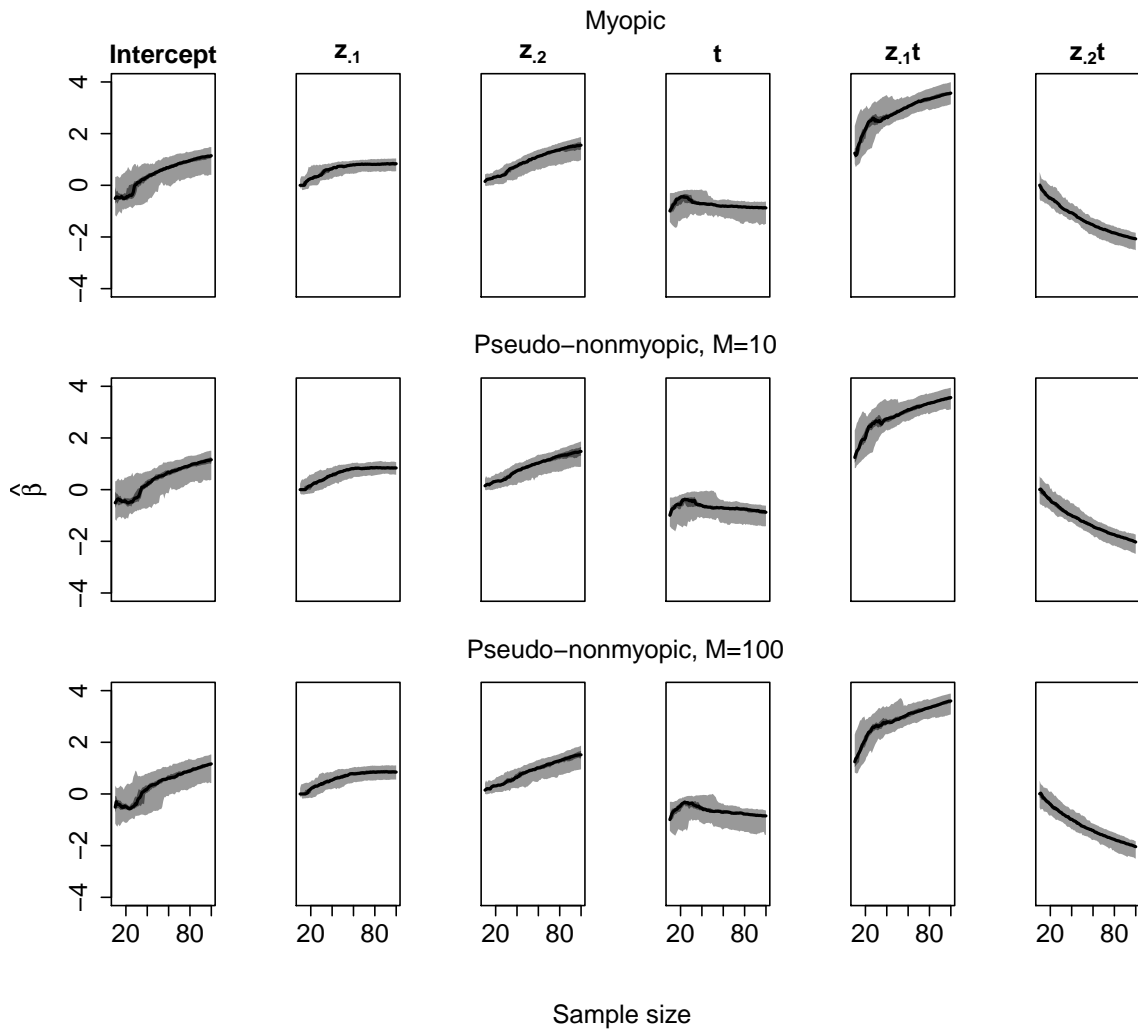 Myopic
Intercept z.1 z.2 t z.1t z.2t
4
2
0
−2
−4
Pseudo−nonmyopic, M=10
4
2
0
−2
−4
β̂
Pseudo−nonmyopic, M=100
4
2
0
−2
−4
20 80 20 80 20 80 20 80 20 80 20 80
Sample size